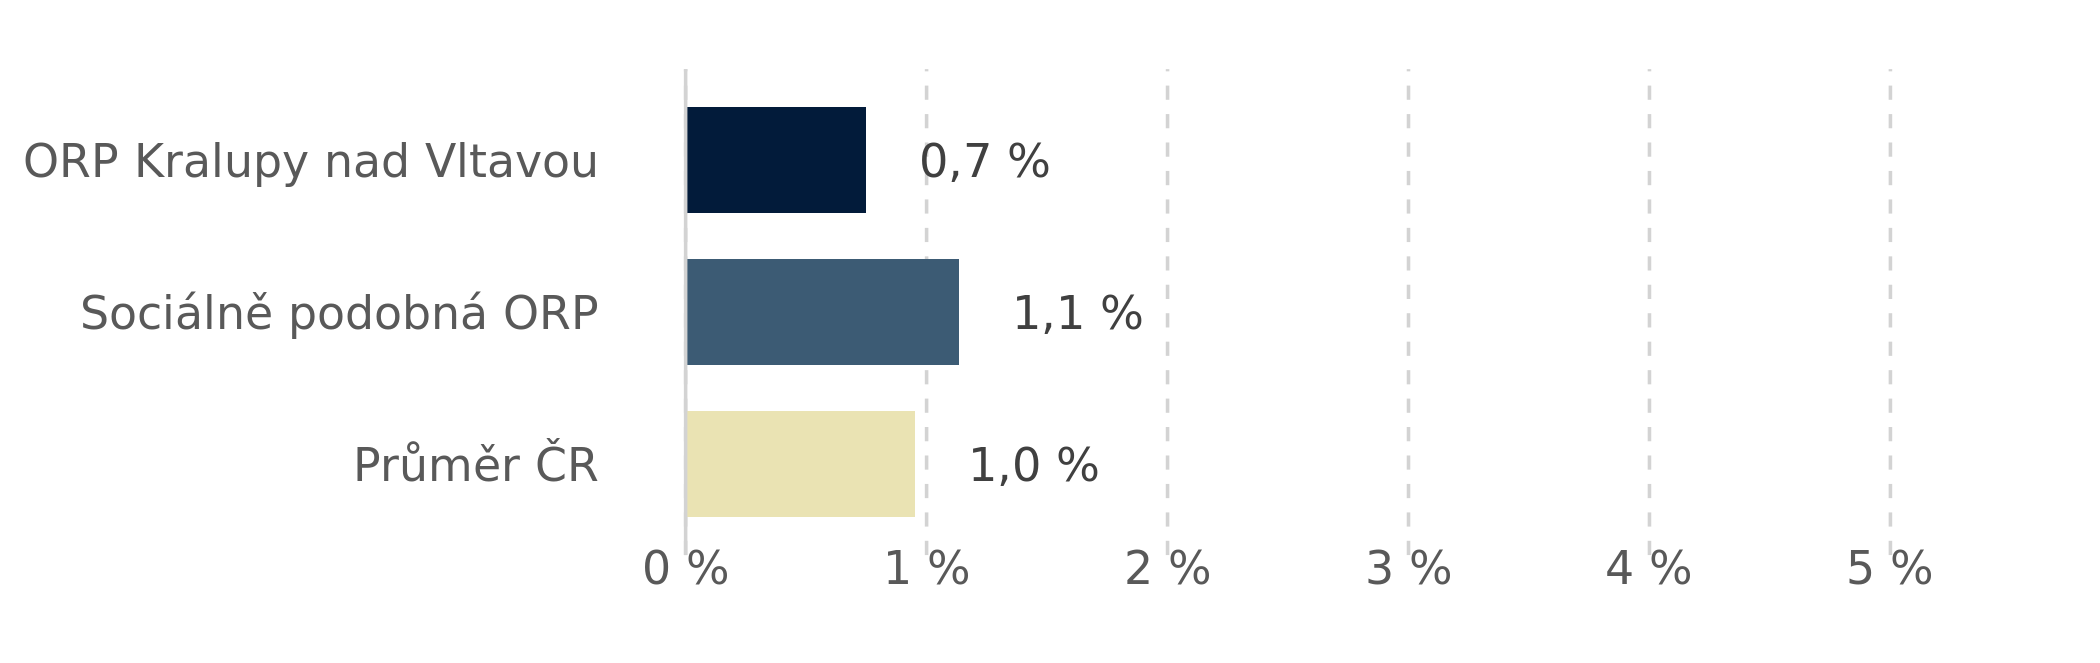 ORP Kralupy nad Vltavou 0,7 %
Sociálně podobná ORP 1,1 %
Průměr ČR 1,0 %
0 % 1 % 2 % 3 % 4 % 5 %